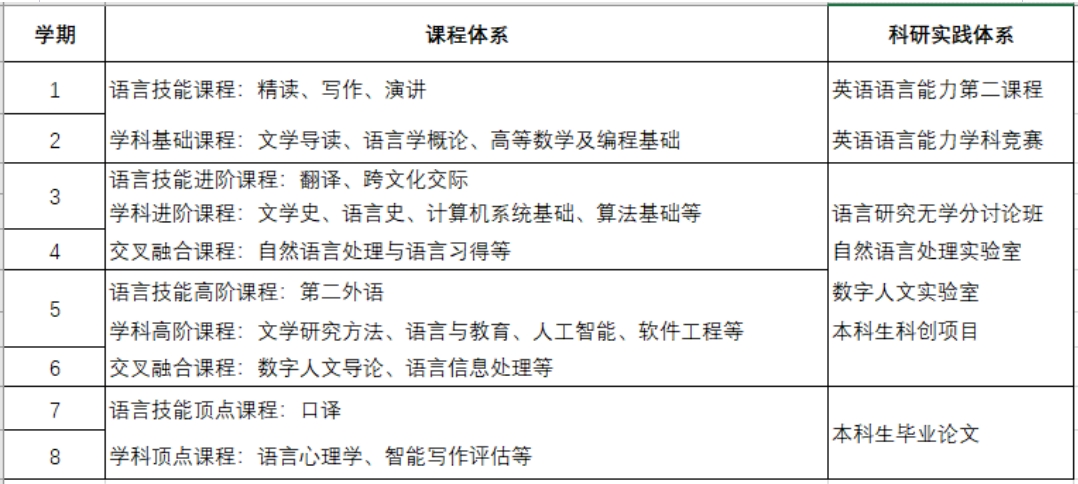 学期 课程体系 科研实践体系
1 语言技能课程：精读、写作、演讲 英语语言能力第二课程
2 学科基础课程：文学导读、语言学概论、高等数学及编程基础 英语语言能力学科竞赛
语言技能进阶课程：翻译、跨文化交际
3
学科进阶课程：文学史、语言史、计算机系统基础、算法基础等 语言研究无学分讨论班
4 交叉融合课程：自然语言处理与语言习得等 自然语言处理实验室
语言技能高阶课程：第二外语 数字人文实验室
5
学科高阶课程：文学研究方法、语言与教育、人工智能、软件工程等 本科生科创项目
6 交叉融合课程：数字人文导论、语言信息处理等
7 语言技能顶点课程：口译
本科生毕业论文
8 学科顶点课程：语言心理学、智能写作评估等